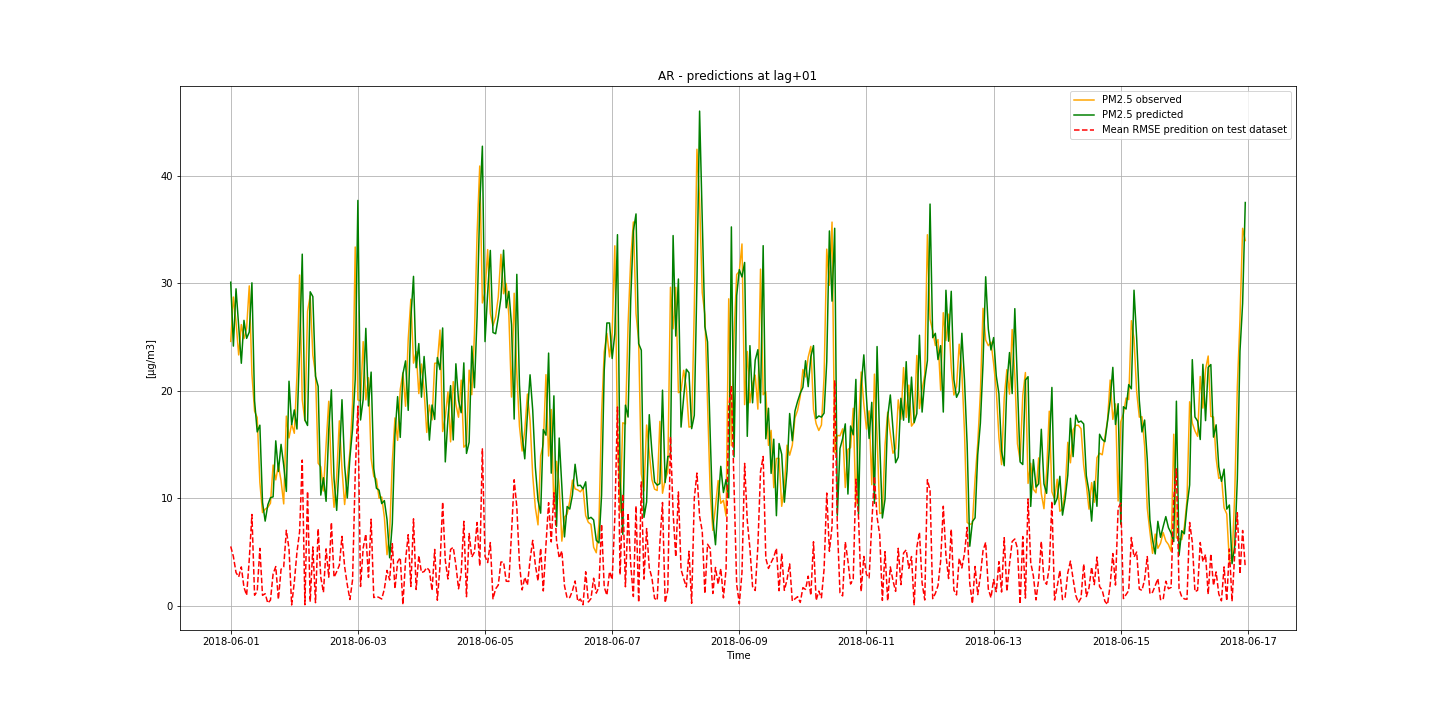 AR - predictions at lag+01
PM2.5 observed
PM2.5 predicted
Mean RMSE predition on test dataset
[µg/m3]
40
30
20
10
0
2018-06-01 2018-06-03 2018-06-05 2018-06-07 2018-06-09 2018-06-11 2018-06-13 2018-06-15 2018-06-17
Time